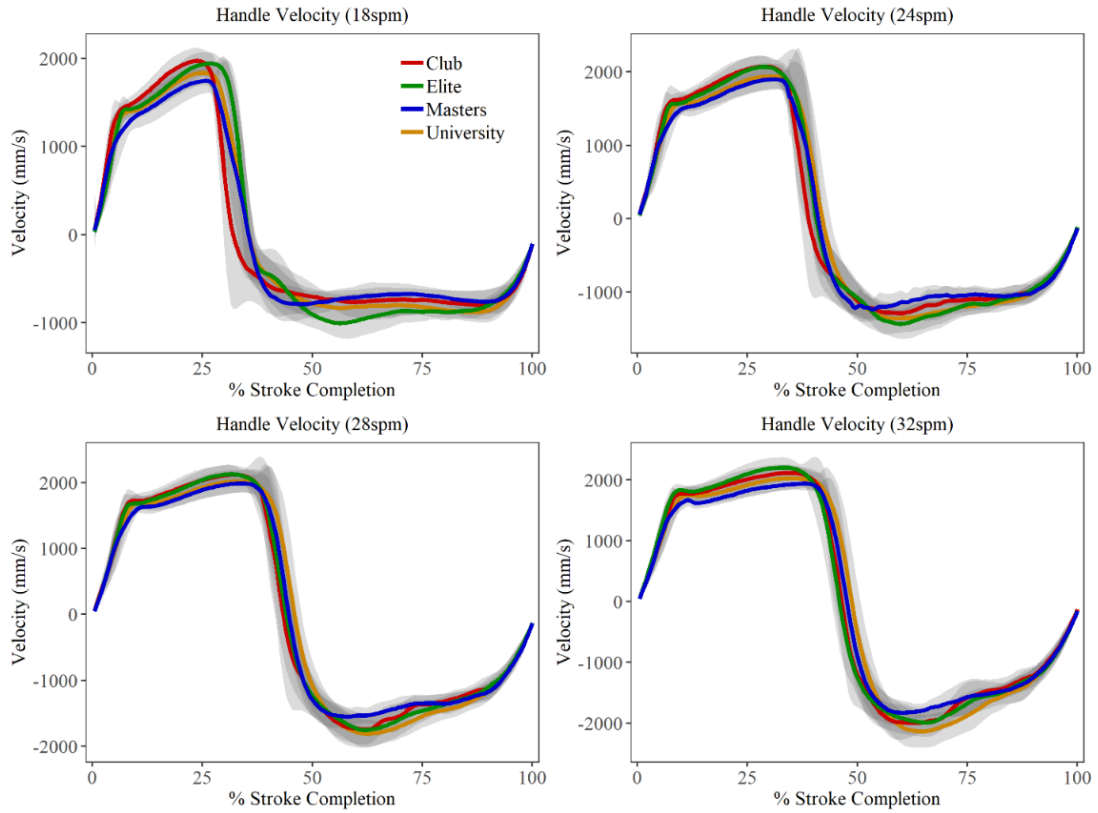 Handle Velocity (18spm)
Velocity (mm/s)
2000
1000
0
-1000
Club
Elite
Masters
University
0 25 50 75 100
% Stroke Completion
Handle Velocity (24spm)
Velocity (mm/s)
2000
1000
0
-1000
0 25 50 75 100
% Stroke Completion
Handle Velocity (28spm)
Velocity (mm/s)
2000
1000
0
-1000
-2000
0 25 50 75 100
% Stroke Completion
Handle Velocity (32spm)
Velocity (mm/s)
2000
1000
0
-1000
-2000
0 25 50 75 100
% Stroke Completion